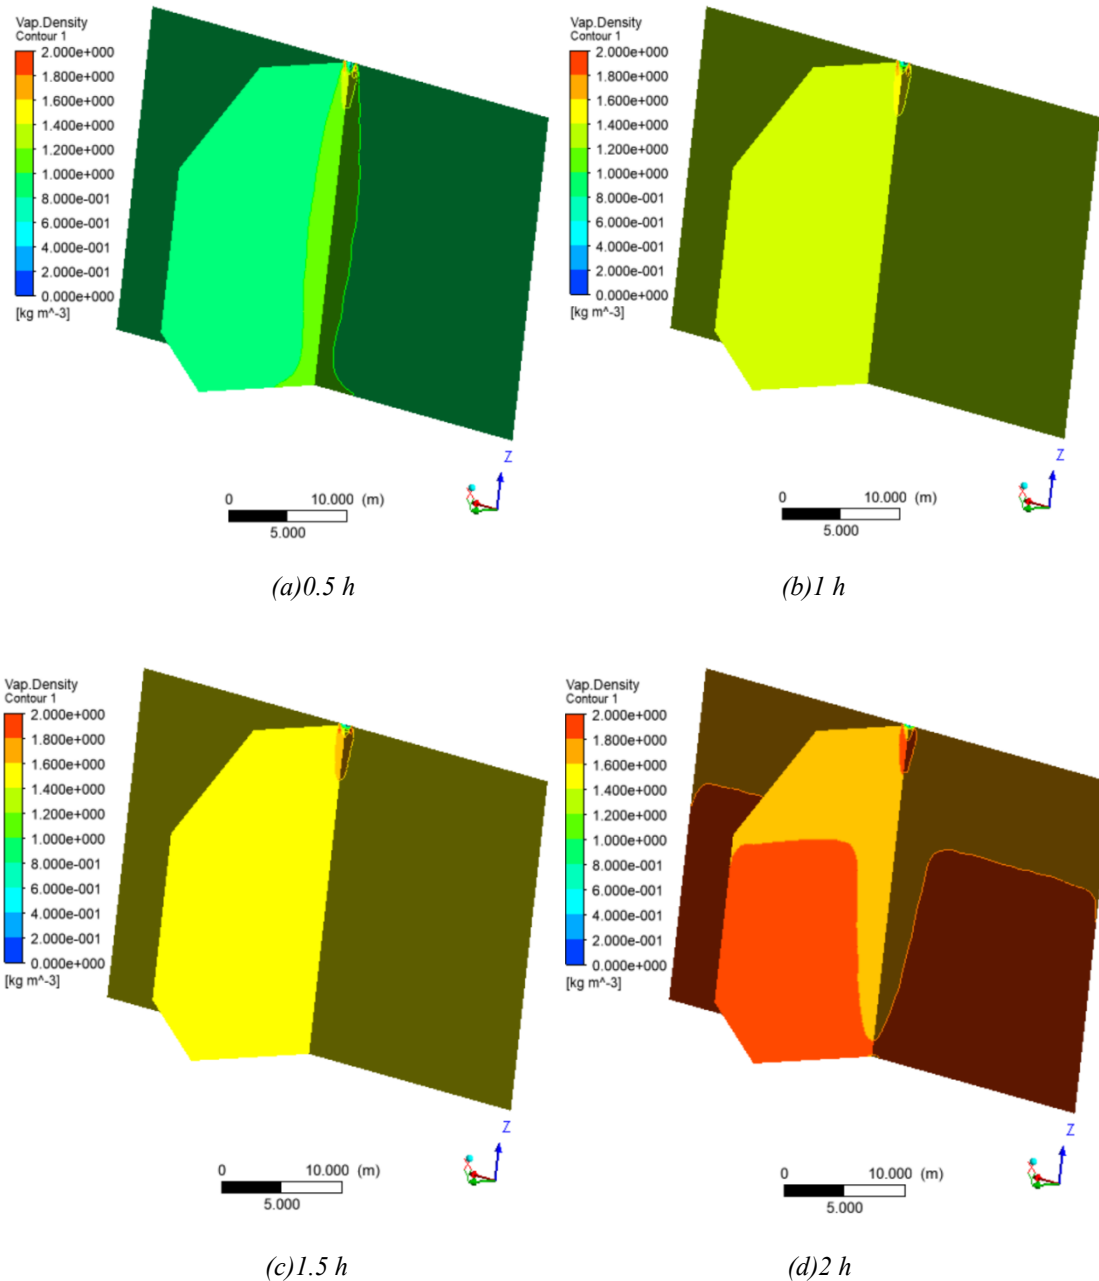 Vap.Density
Contour 1
2.000e+000
1.800e+000
1.600e+000
1.400e+000
1.200e+000
1.000e+000
8.000e-001
6.000e-001
4.000e-001
2.000e-001
0.000e+000
[kg m^-3]
Z
0 10.000 (m)
5.000
(a)0.5 h
Vap.Density
Contour 1
2.000e+000
1.800e+000
1.600e+000
1.400e+000
1.200e+000
1.000e+000
8.000e-001
6.000e-001
4.000e-001
2.000e-001
0.000e+000
[kg m^-3]
Z
0 10.000 (m)
5.000
(b)1 h
Vap.Density
Contour 1
2.000e+000
1.800e+000
1.600e+000
1.400e+000
1.200e+000
1.000e+000
8.000e-001
6.000e-001
4.000e-001
2.000e-001
0.000e+000
[kg m^-3]
Z
0 10.000 (m)
5.000
(c)1.5 h
Vap.Density
Contour 1
2.000e+000
1.800e+000
1.600e+000
1.400e+000
1.200e+000
1.000e+000
8.000e-001
6.000e-001
4.000e-001
2.000e-001
0.000e+000
[kg m^-3]
Z
0 10.000 (m)
5.000
(d)2 h